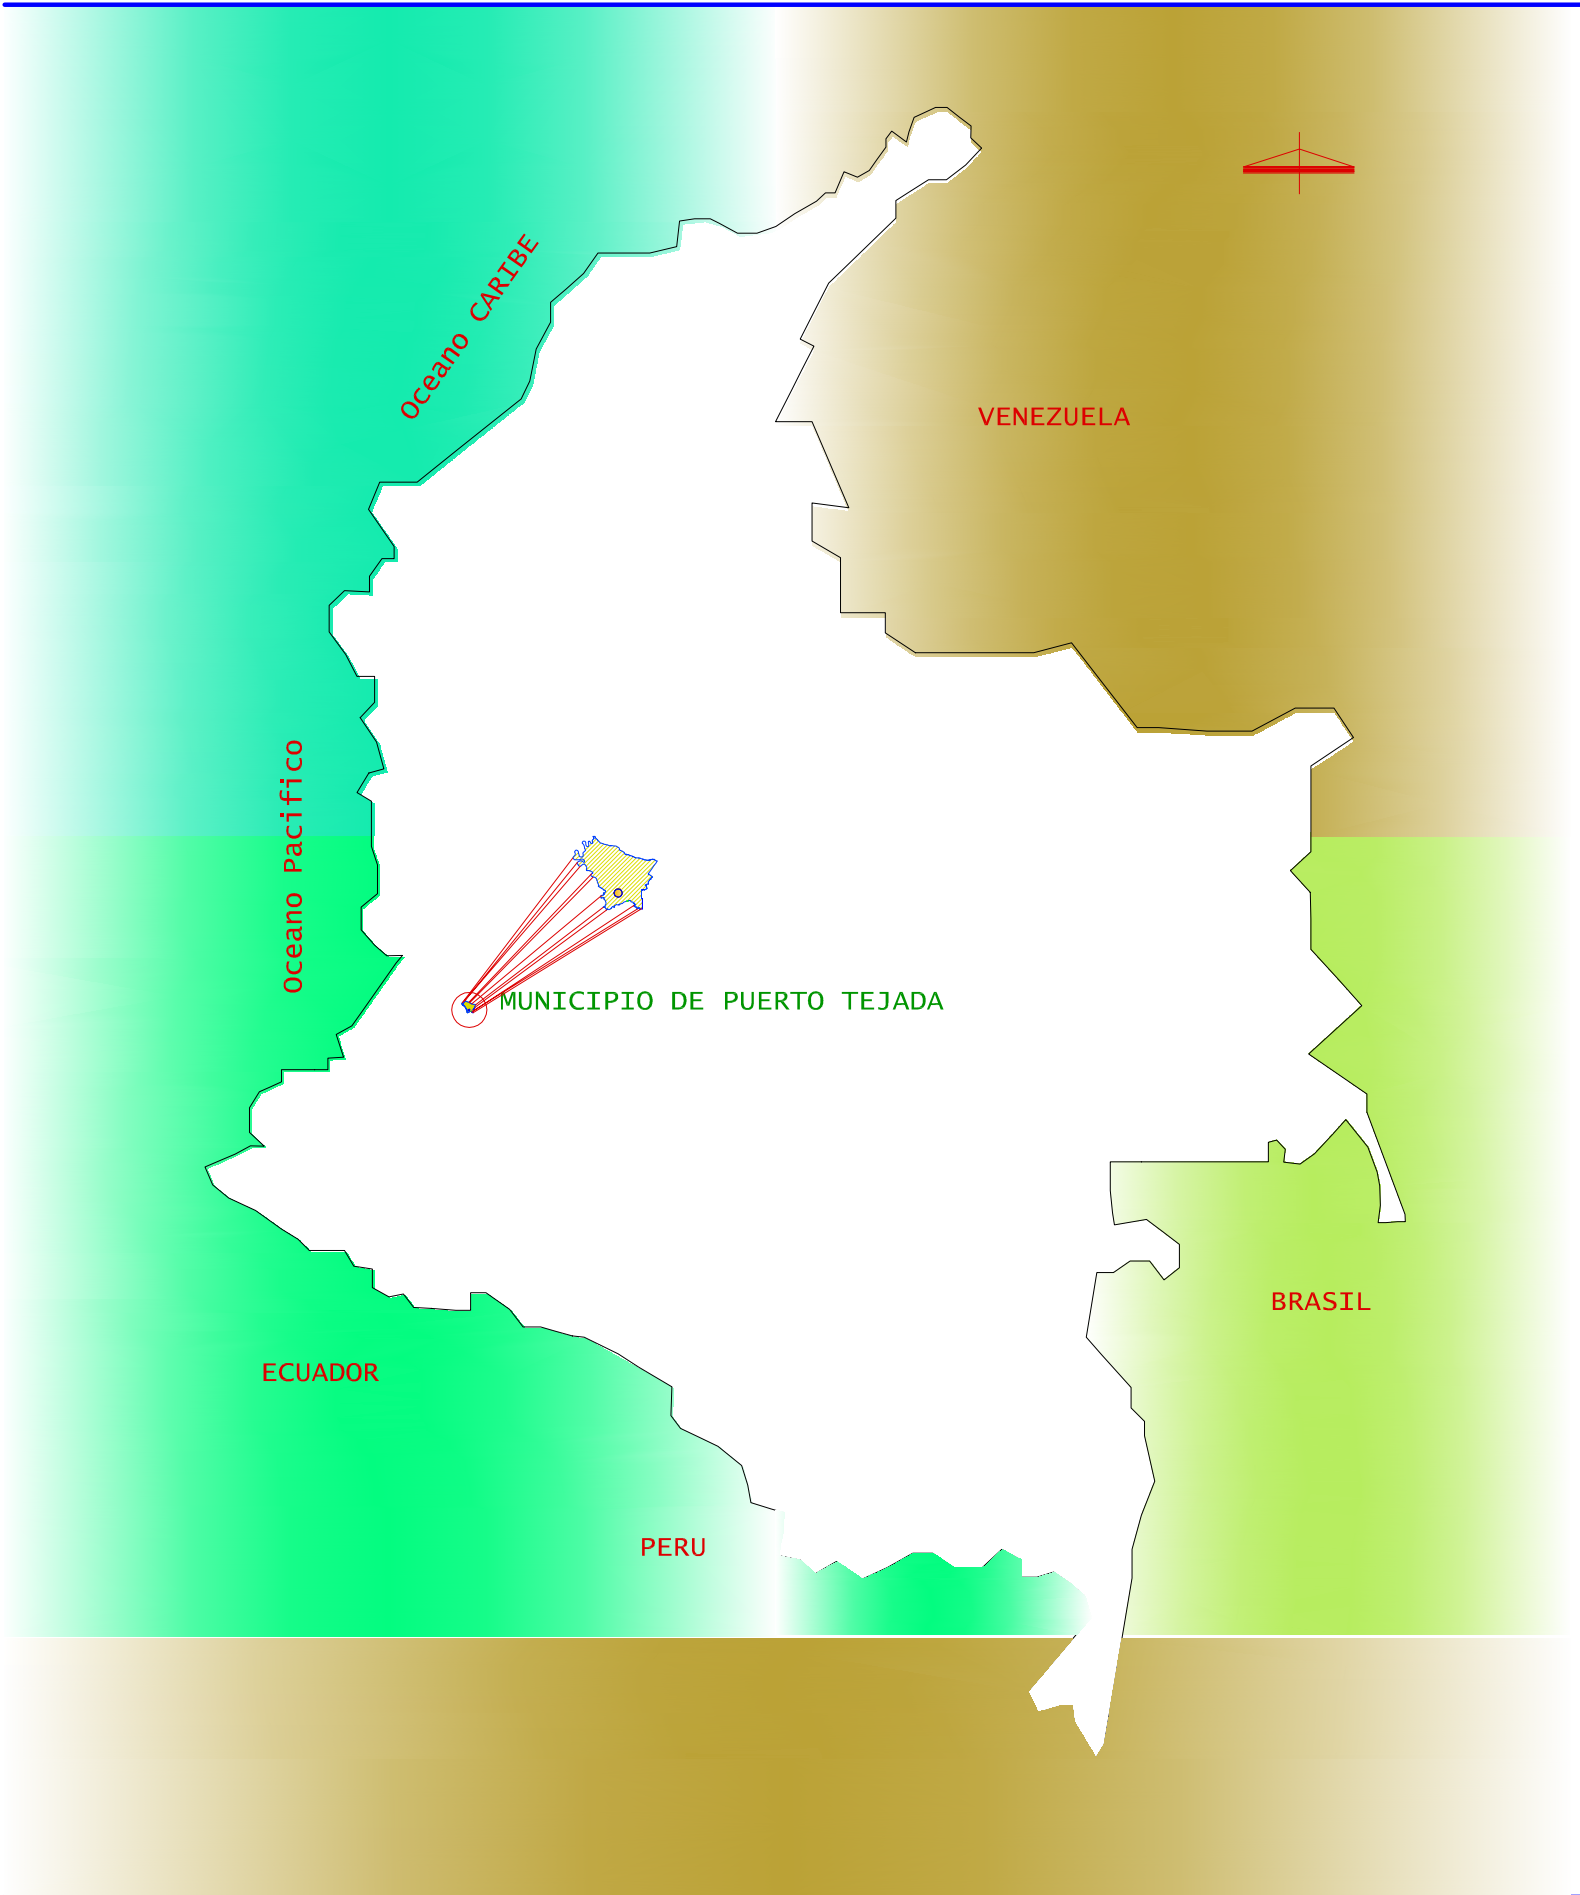 Oceano CARIBE
VENEZUELA
Oceano Pacifico
MUNICIPIO DE PUERTO TEJADA
BRASIL
ECUADOR
PERU